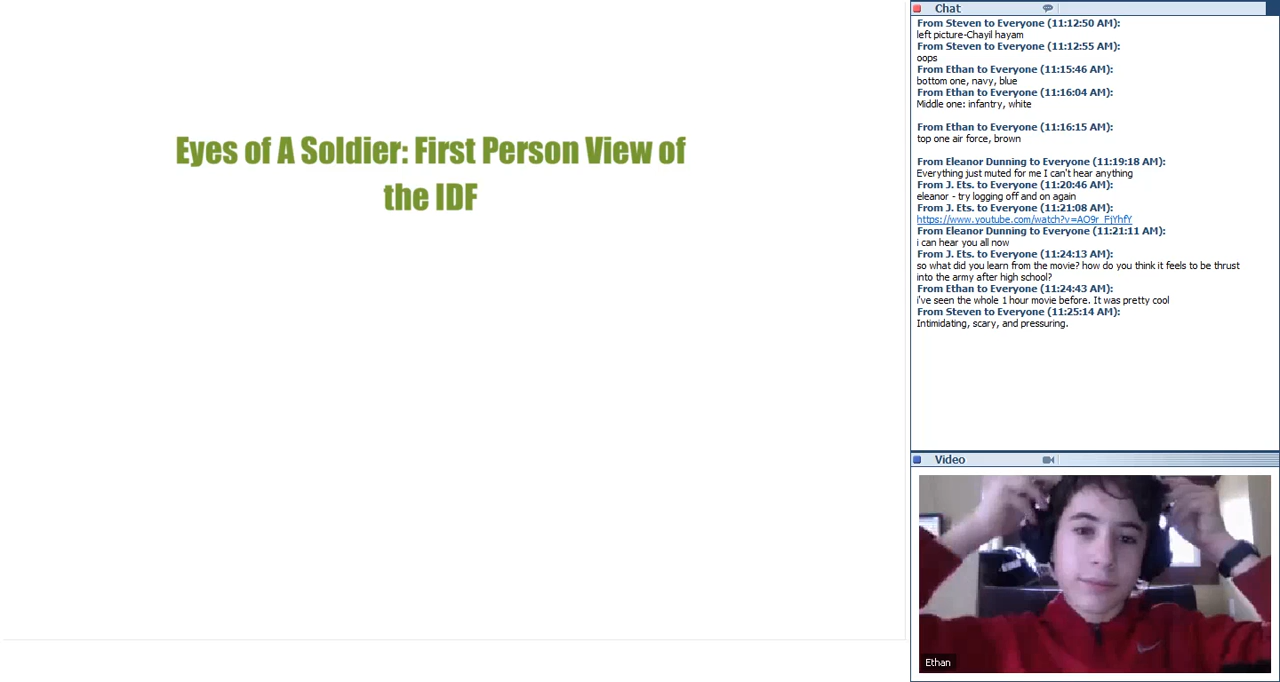 Eyes of A Soldier: First Person View of
the IDF
Chat
From Steven to Everyone (11:12:50 AM):
left picture-Chayil hayam
From Steven to Everyone (11:12:55 AM):
oops
From Ethan to Everyone (11:15:46 AM):
bottom one, navy, blue
From Ethan to Everyone (11:16:04 AM):
Middle one: infantry, white
From Ethan to Everyone (11:16:15 AM):
top one air force, brown
From Eleanor Dunning to Everyone (11:19:18 AM):
Everything just muted for me I can't hear anything
From J. Ets. to Everyone (11:20:46 AM):
eleanor - try logging off and on again
From J. Ets. to Everyone (11:21:08 AM):
https://www.youtube.com/watch?v=AO9r_FjYhfY
From Eleanor Dunning to Everyone (11:21:11 AM):
i can hear you all now
From J. Ets. to Everyone (11:24:13 AM):
so what did you learn from the movie? how do you think it feels to be thrust
into the army after high school?
From Ethan to Everyone (11:24:43 AM):
i've seen the whole 1 hour movie before. It was pretty cool
From Steven to Everyone (11:25:14 AM):
Intimidating, scary, and pressuring.
Video
Ethan